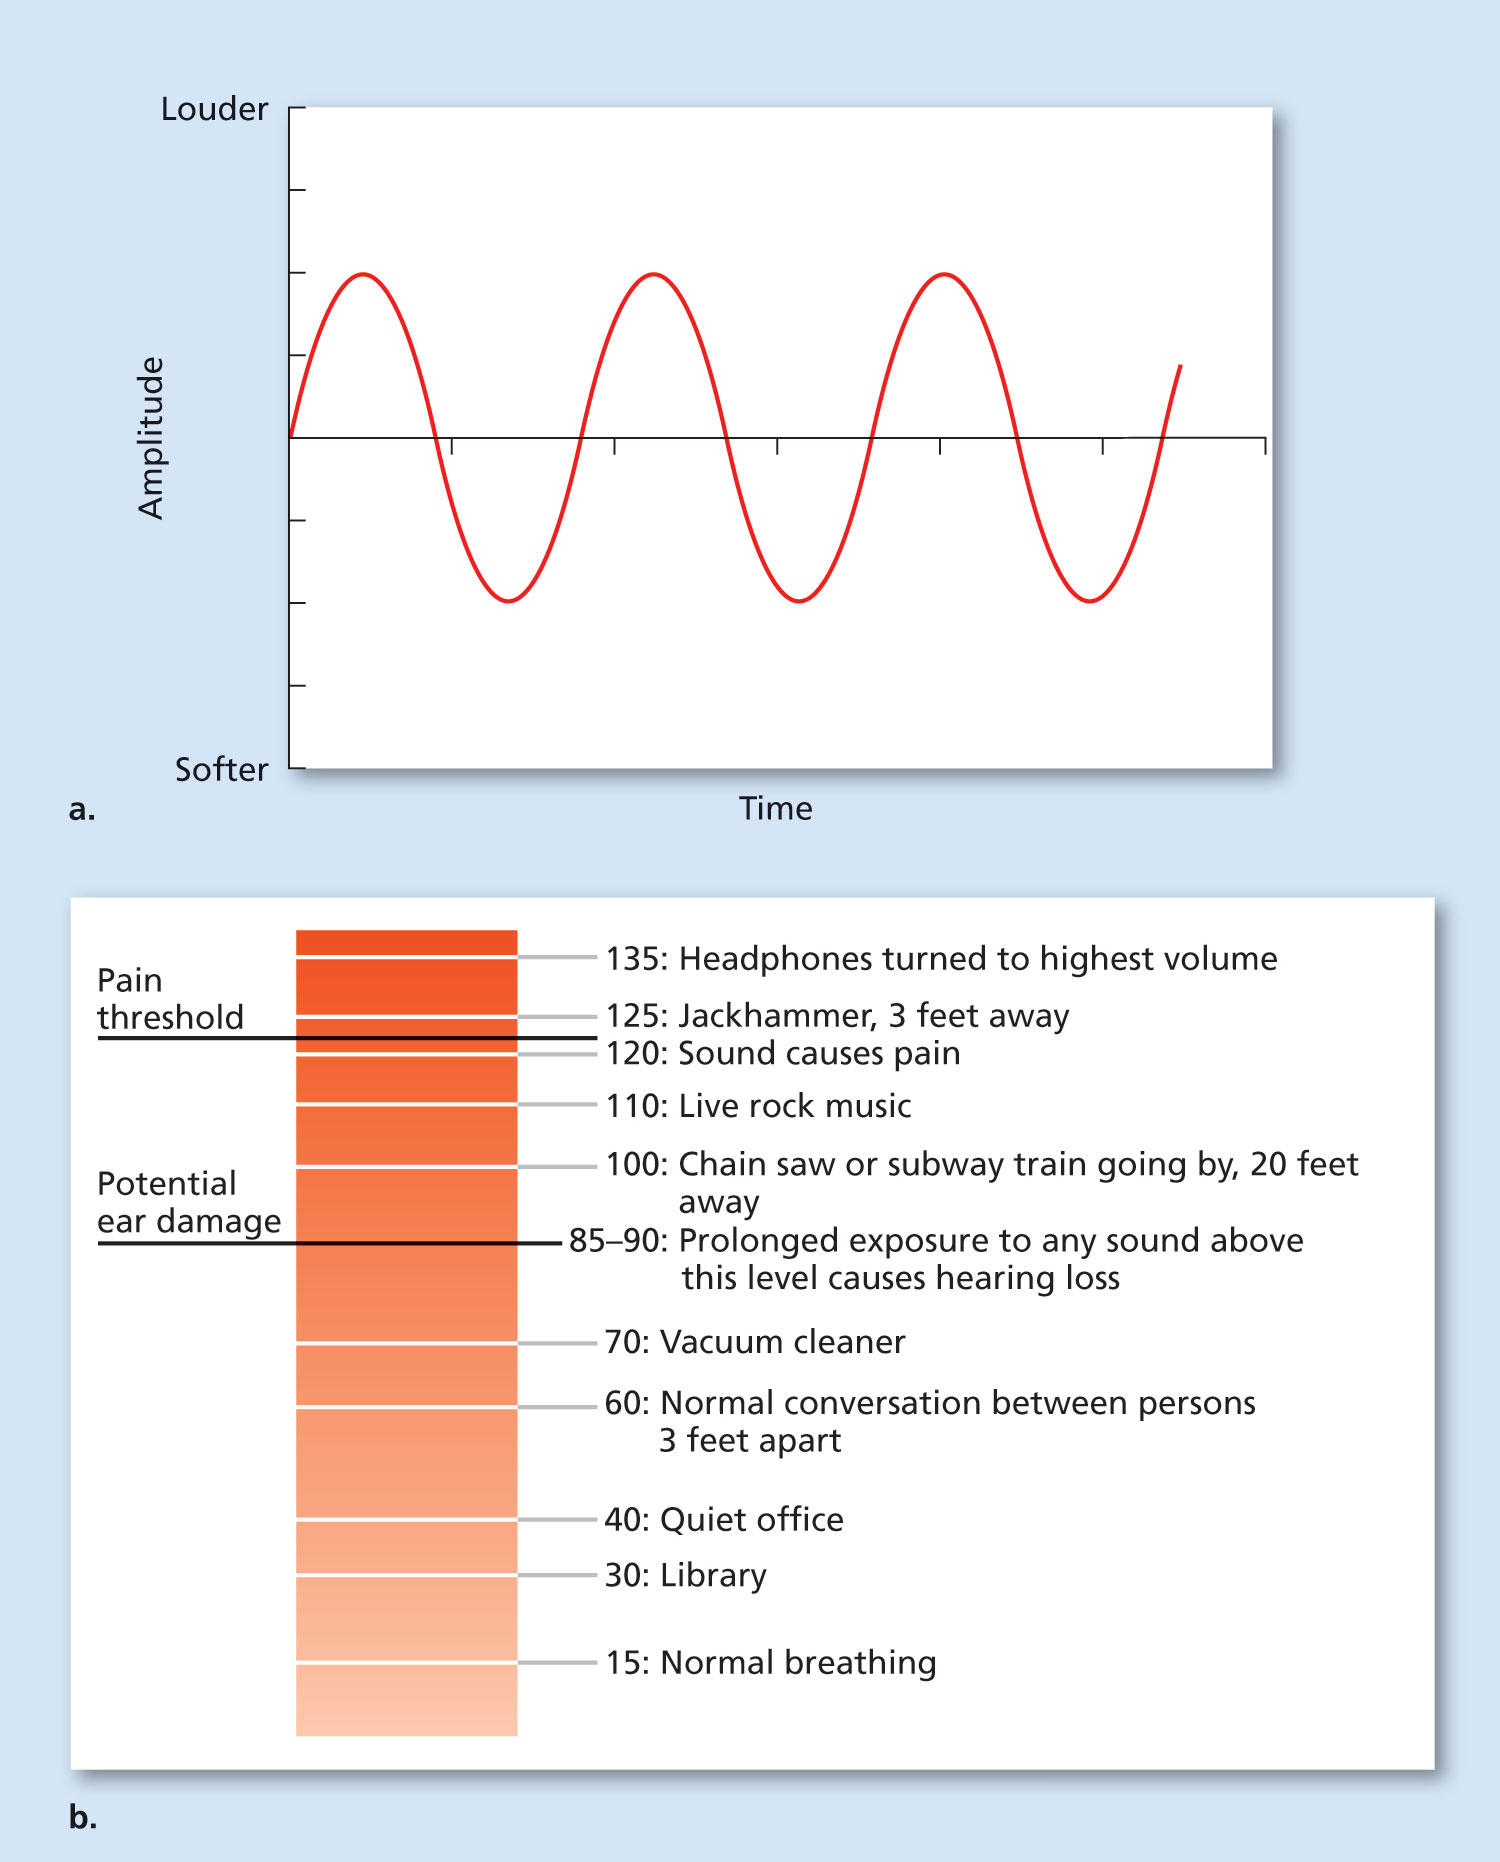 Louder
Amplitude
Softer
a.
Time
Pain
threshold
135: Headphones turned to highest volume
125: Jackhammer, 3 feet away
120: Sound causes pain
110: Live rock music
100: Chain saw or subway train going by, 20 feet
away
Potential
ear damage
85–90: Prolonged exposure to any sound above
this level causes hearing loss
70: Vacuum cleaner
60: Normal conversation between persons
3 feet apart
40: Quiet office
30: Library
15: Normal breathing
b.